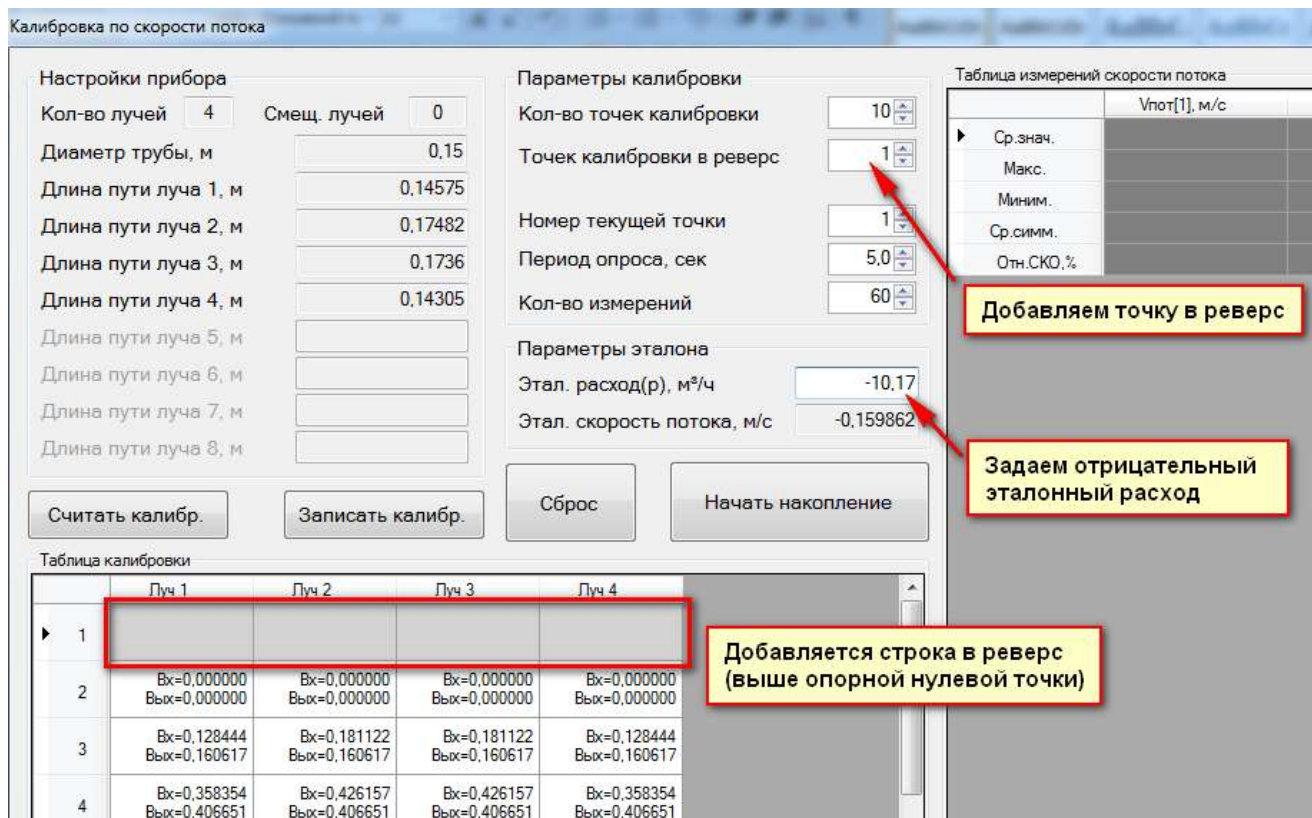 Калибровка по скорости потока
Настройки прибора
Кол-во лучей 4 Смещ. лучей 0
Диаметр трубы, м 0,15
Длина пути луча 1, м 0,14575
Длина пути луча 2, м 0,17482
Длина пути луча 3, м 0,1736
Длина пути луча 4, м 0,14305
Длина пути луча 5, м
Длина пути луча 6, м
Длина пути луча 7, м
Длина пути луча 8, м
Считать калибр. Записать калибр.
Параметры калибровки
Кол-во точек калибровки 10
Точек калибровки в реверс 1
Номер текущей точки 1
Период опроса, сек 5,0
Кол-во измерений 60
Параметры эталона
Этал. расход(р), м³/ч -10,17
Этал. скорость потока, м/с -0,159862
Сброс Начать накопление
Таблица измерений скорости потока
Vпот[1], м/с
Ср.знач.
Макс.
Миним.
Ср.симм.
Отн.СКО,%
Добавляем точку в реверс
Задаем отрицательный
эталонный расход
Таблица калибровки
Луч 1 Луч 2 Луч 3 Луч 4
1
2 Вх=0,000000 Вх=0,000000 Вх=0,000000 Вх=0,000000
Вых=0,000000 Вых=0,000000 Вых=0,000000 Вых=0,000000
3 Вх=0,128444 Вх=0,181122 Вх=0,181122 Вх=0,128444
Вых=0,160617 Вых=0,160617 Вых=0,160617 Вых=0,160617
4 Вх=0,358354 Вх=0,426157 Вх=0,426157 Вх=0,358354
Вых=0,406651 Вых=0,406651 Вых=0,406651 Вых=0,406651
Добавляется строка в реверс
(выше опорной нулевой точки)